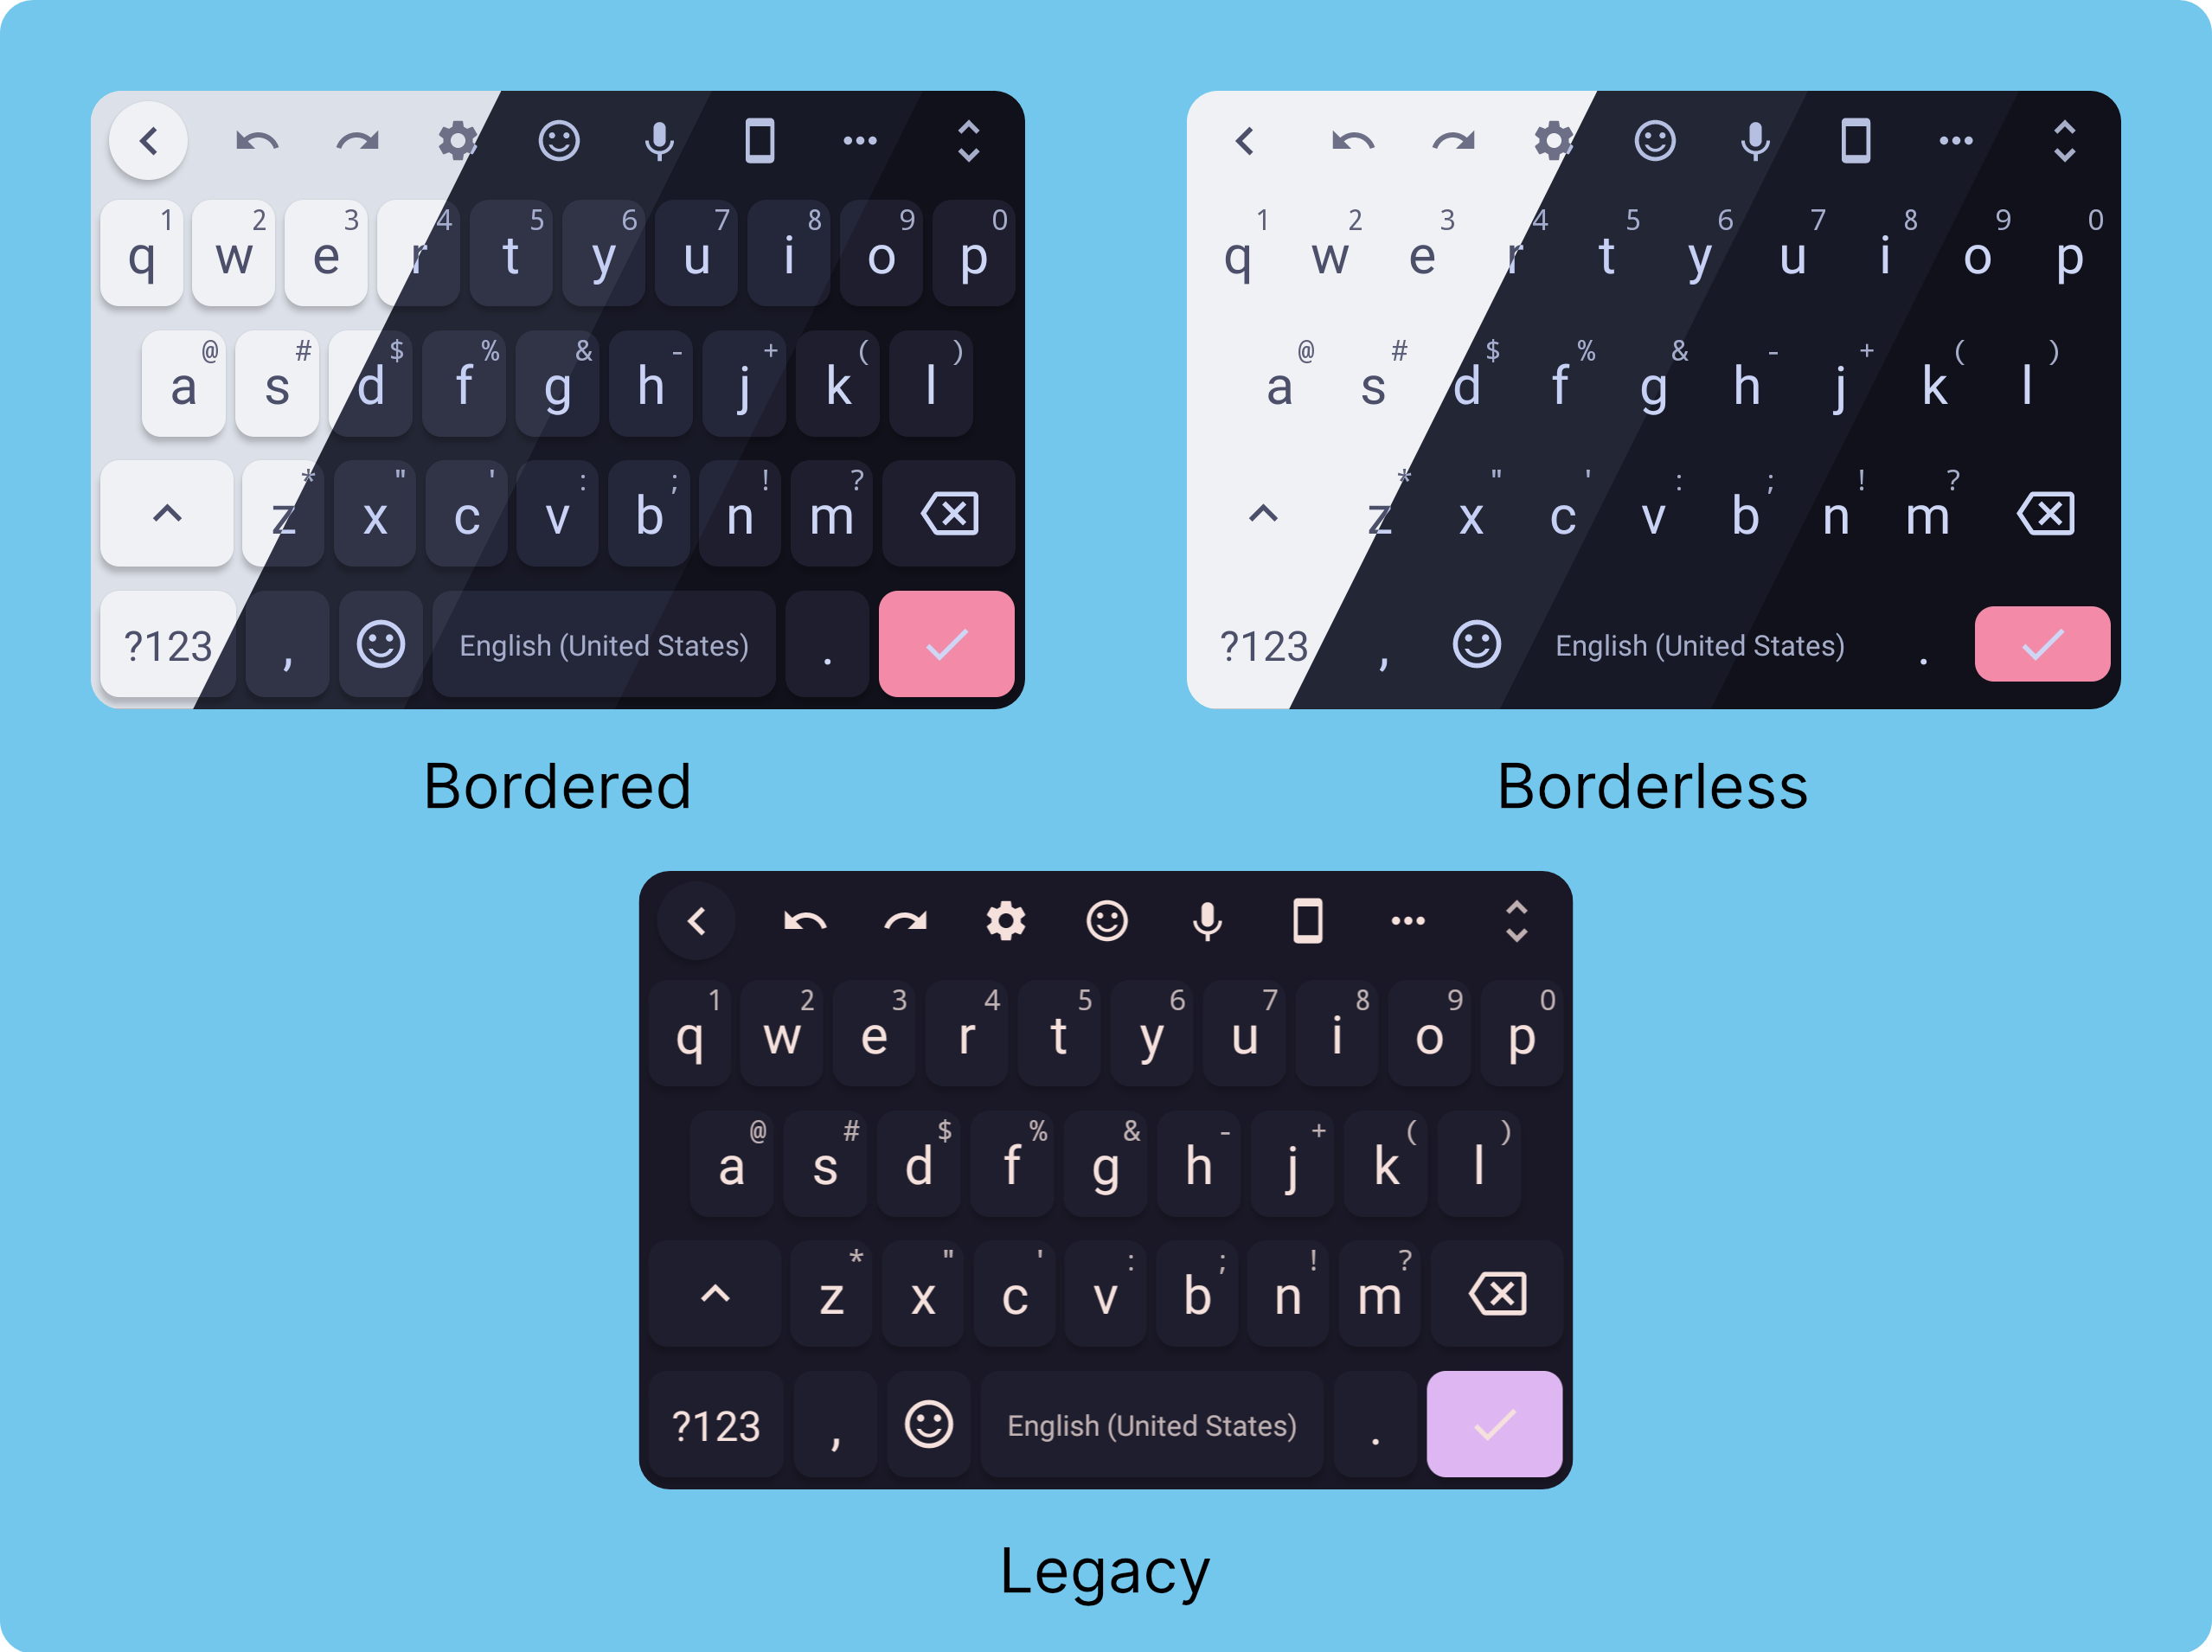 1 2 3 4 5 6 7 8 9 0
q w e r t y u i o p
@ # $ % & - + ( )
a s d f g h j k l
* " ' : ; ! ?
z x c v b n m
?123 , English (United States) .
Bordered
1 2 3 4 5 6 7 8 9 0
q w e r t y u i o p
@ # $ % & - + ( )
a s d f g h j k l
* " ' : ; ! ?
z x c v b n m
?123 , English (United States) .
Borderless
1 2 3 4 5 6 7 8 9 0
q w e r t y u i o p
@ # $ % & - + ( )
a s d f g h j k l
* " ' : ; ! ?
z x c v b n m
?123 , English (United States) .
Legacy